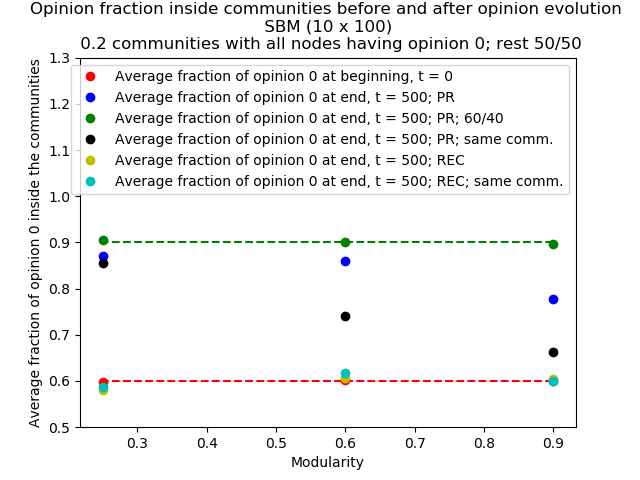 Opinion fraction inside communities before and after opinion evolution
SBM (10 x 100)
0.2 communities with all nodes having opinion 0; rest 50/50
Average fraction of opinion 0 inside the communities
1.3
1.2
1.1
1.0
0.9
0.8
0.7
0.6
0.5
Average fraction of opinion 0 at beginning, t = 0
Average fraction of opinion 0 at end, t = 500; PR
Average fraction of opinion 0 at end, t = 500; PR; 60/40
Average fraction of opinion 0 at end, t = 500; PR; same comm.
Average fraction of opinion 0 at end, t = 500; REC
Average fraction of opinion 0 at end, t = 500; REC; same comm.
0.3 0.4 0.5 0.6 0.7 0.8 0.9
Modularity